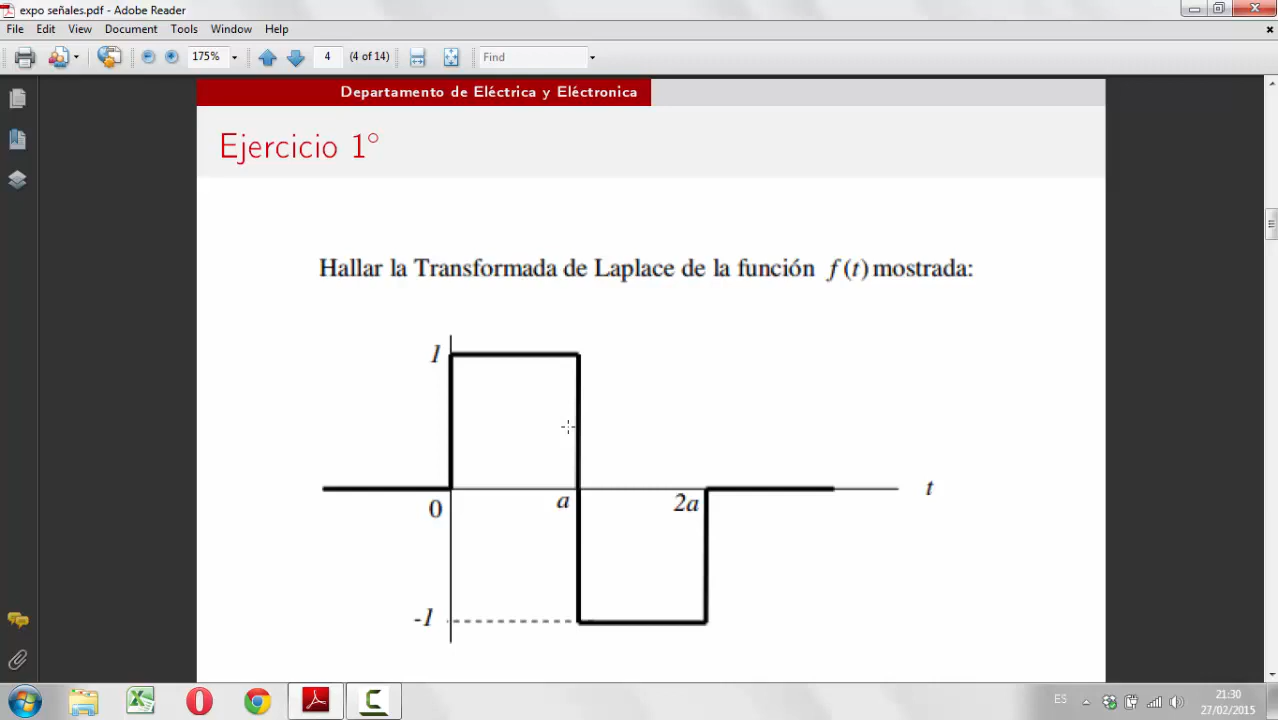 expo señales.pdf - Adobe Reader
File Edit View Document Tools Window Help
175% 4 (4 of 14) Find
Departamento de Eléctrica y Eléctronica
Ejercicio 1°
Hallar la Transformada de Laplace de la función f(t) mostrada:
1
0 a 2a t
-1
ES 21:30
27/02/2015